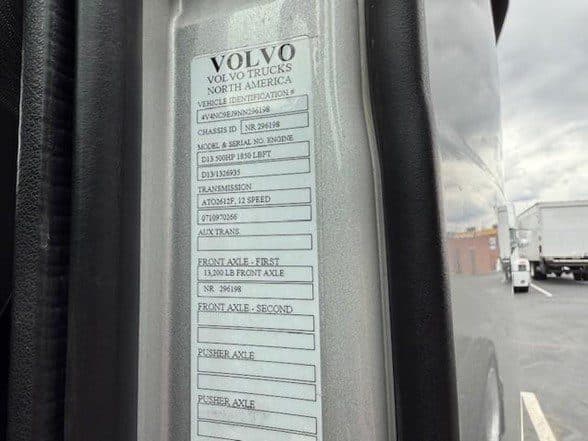 VOLVO
VOLVO TRUCKS
NORTH AMERICA
VEHICLE IDENTIFICATION #
4V4NC9EJ9NN296198
CHASSIS ID NR 296198
MODEL & SERIAL NO. ENGINE
D13 500HP 1850 LBFT
D13/1326935
TRANSMISSION
ATO2612F, 12 SPEED
0710970266
AUX TRANS.
FRONT AXLE - FIRST
13,200 LB FRONT AXLE
NR 296198
FRONT AXLE - SECOND
PUSHER AXLE
PUSHER AXLE